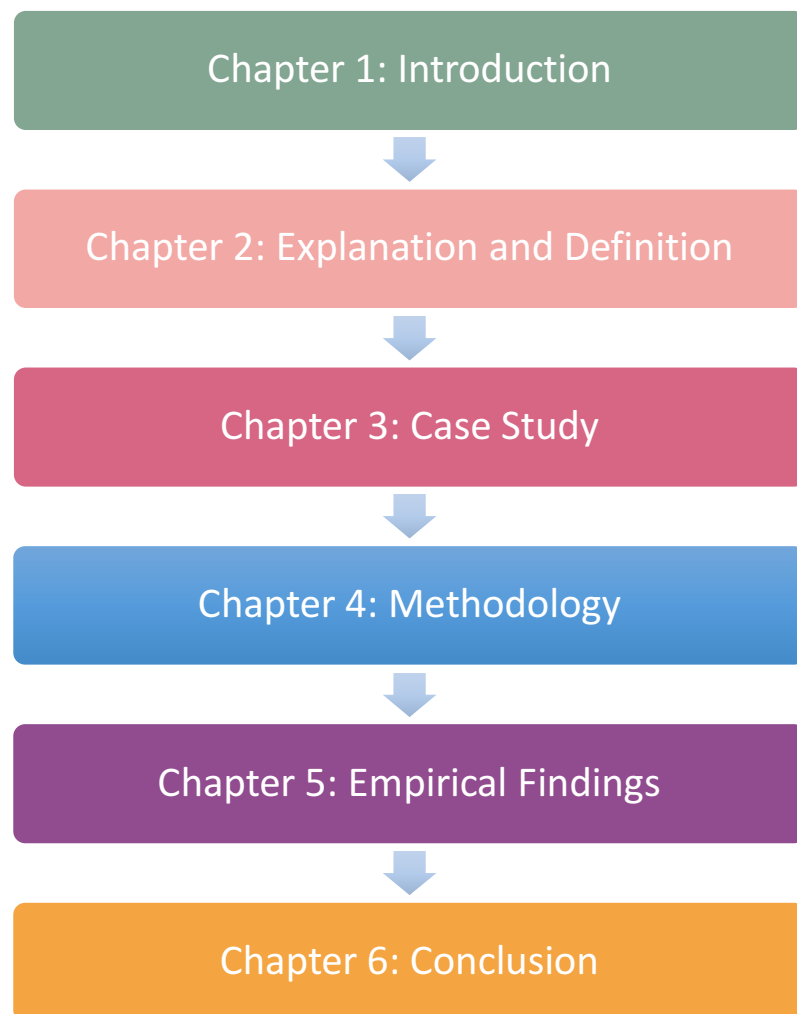 Chapter 1: Introduction
Chapter 2: Explanation and Definition
Chapter 3: Case Study
Chapter 4: Methodology
Chapter 5: Empirical Findings
Chapter 6: Conclusion